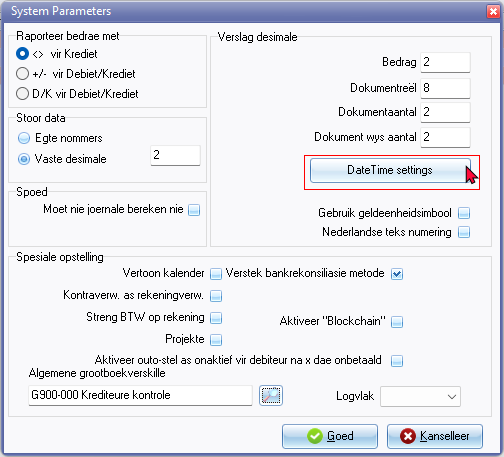 System Parameters
Raporteer bedrae met
<> vir Krediet
+/- vir Debiet/Krediet
D/K vir Debiet/Krediet
Stoor data
Egte nommers
Vaste desimale 2
Spoed
Moet nie joernale bereken nie
Verslag desimale
Bedrag 2
Dokumentreël 8
Dokumentaantal 2
Dokument wys aantal 2
DateTime settings
Gebruik geldeenheidsimbool
Nederlandse teks numering
Spesiale opstelling
Vertoon kalender Verstek bankrekonsiliasie metode
Kontraverw. as rekeningverw.
Streng BTW op rekening Aktiveer "Blockchain"
Projekte
Aktiveer outo-stel as onaktief vir debiteur na x dae onbetaald
Algemene grootboekverskille
G900-000 Krediteure kontrole Logvlak
Goed Kanselleer